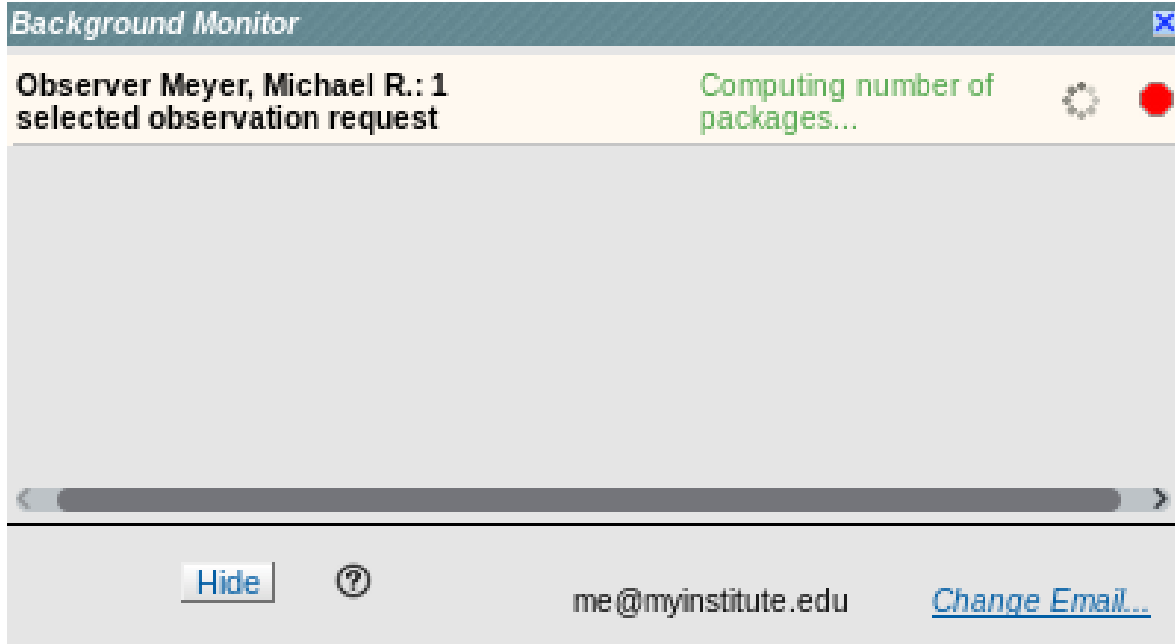 Background Monitor
Observer Meyer, Michael R.: 1
selected observation request
Computing number of
packages...
Hide
me@myinstitute.edu
Change Email...